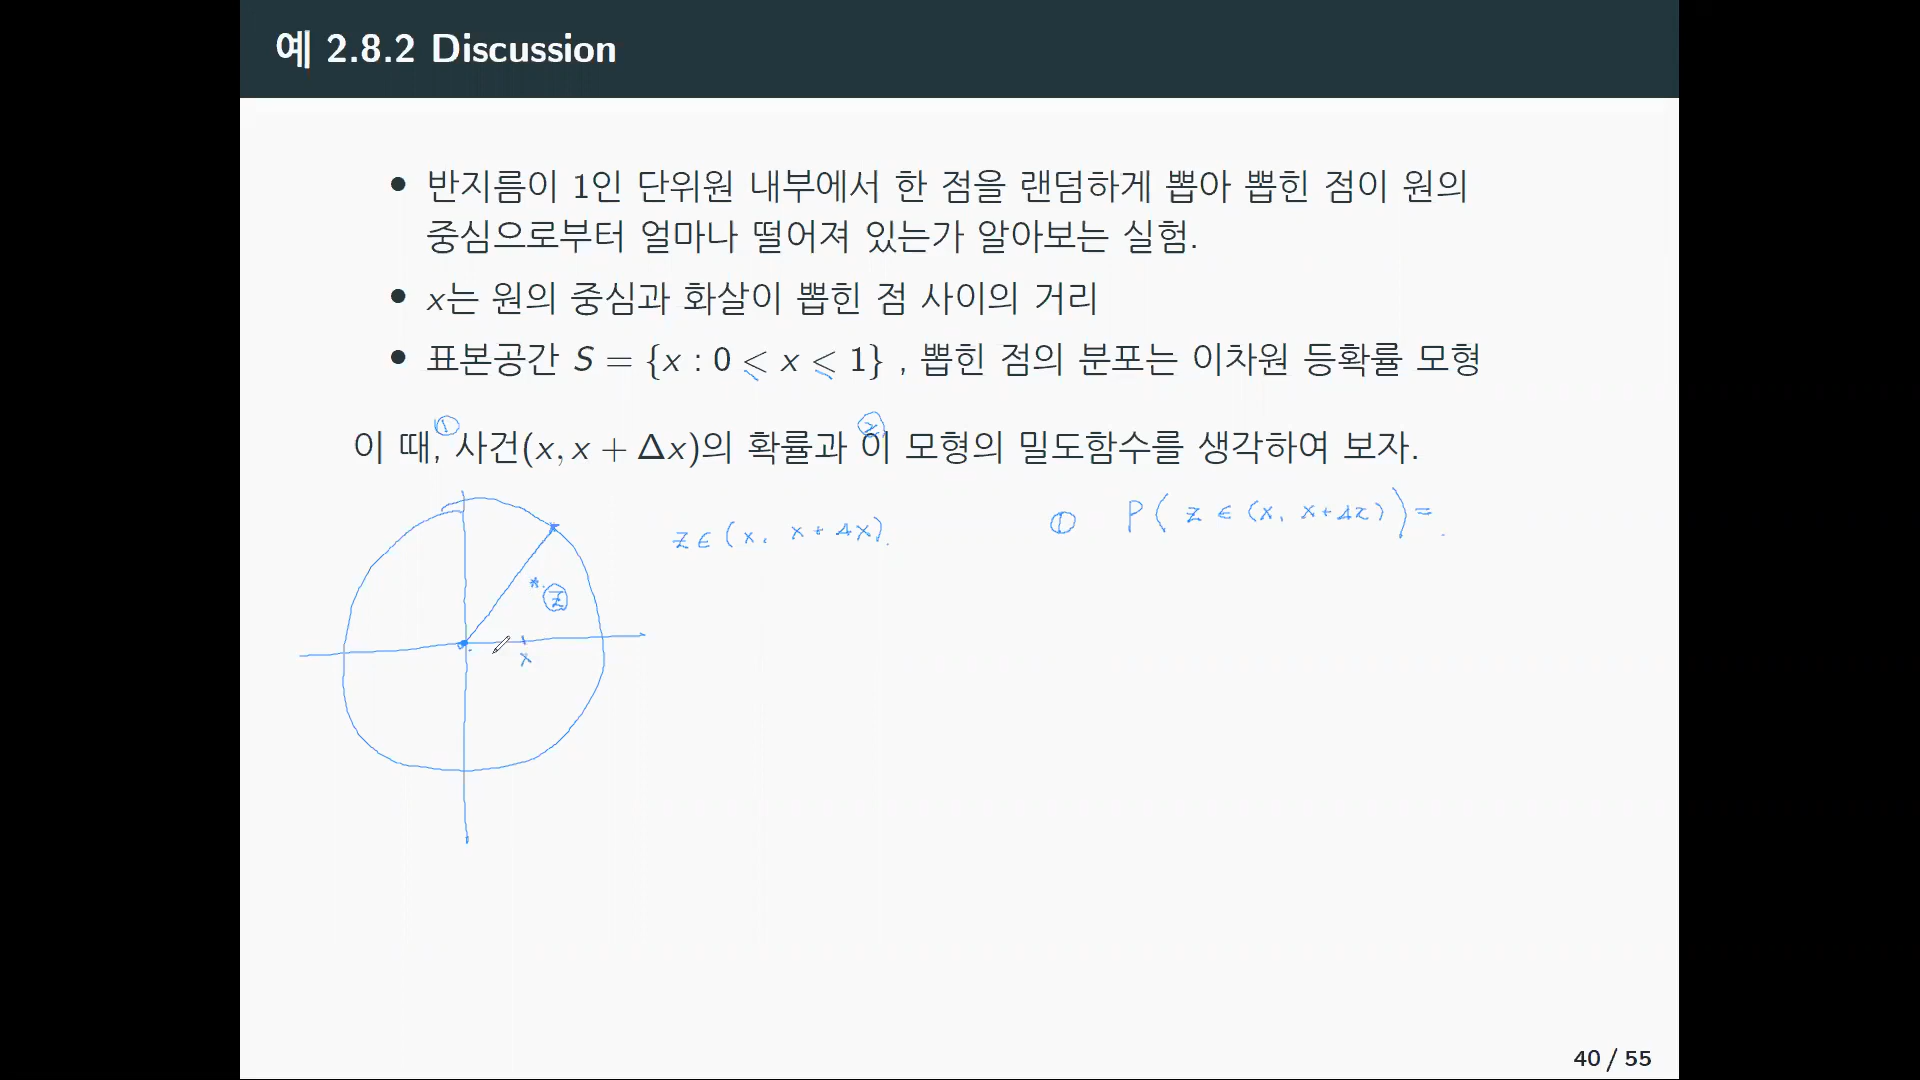 예 2.8.2 Discussion
• 반지름이 1인 단위원 내부에서 한 점을 랜덤하게 뽑아 뽑힌 점이 원의
중심으로부터 얼마나 떨어져 있는가 알아보는 실험.
• x는 원의 중심과 화살이 뽑힌 점 사이의 거리
• 표본공간 S = {x : 0 < x < 1} , 뽑힌 점의 분포는 이차원 등확률 모형
① ②
이 때, 사건(x, x + Δx)의 확률과 이 모형의 밀도함수를 생각하여 보자.
z ∈ (x, x + Δx).
① P( z ∈ (x, x + Δx) ) =
z
x
40 / 55